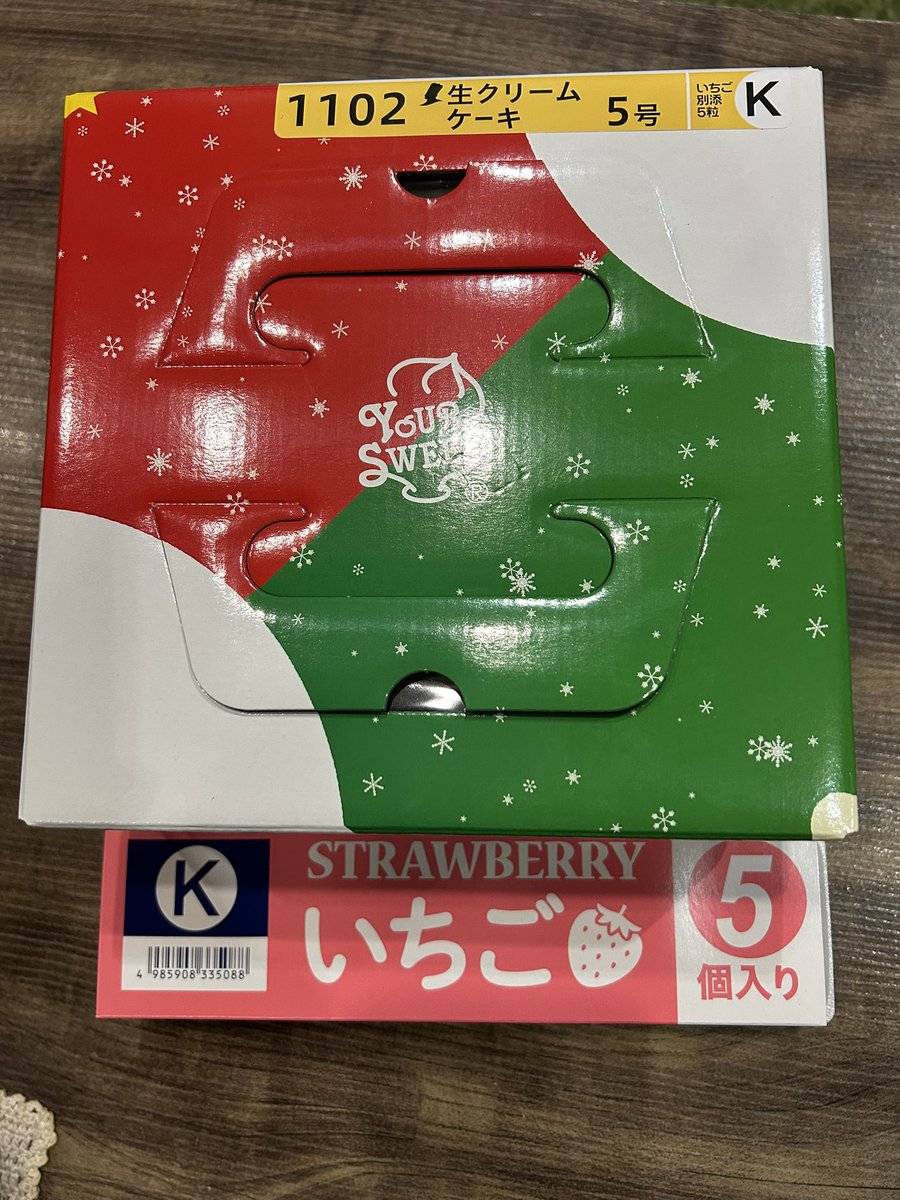 1102
生クリーム
ケーキ
5号
いちご
別添
5粒
K
YOUR
SWEETS
®
K
4 985908 335088
STRAWBERRY
いちご
5
個入り